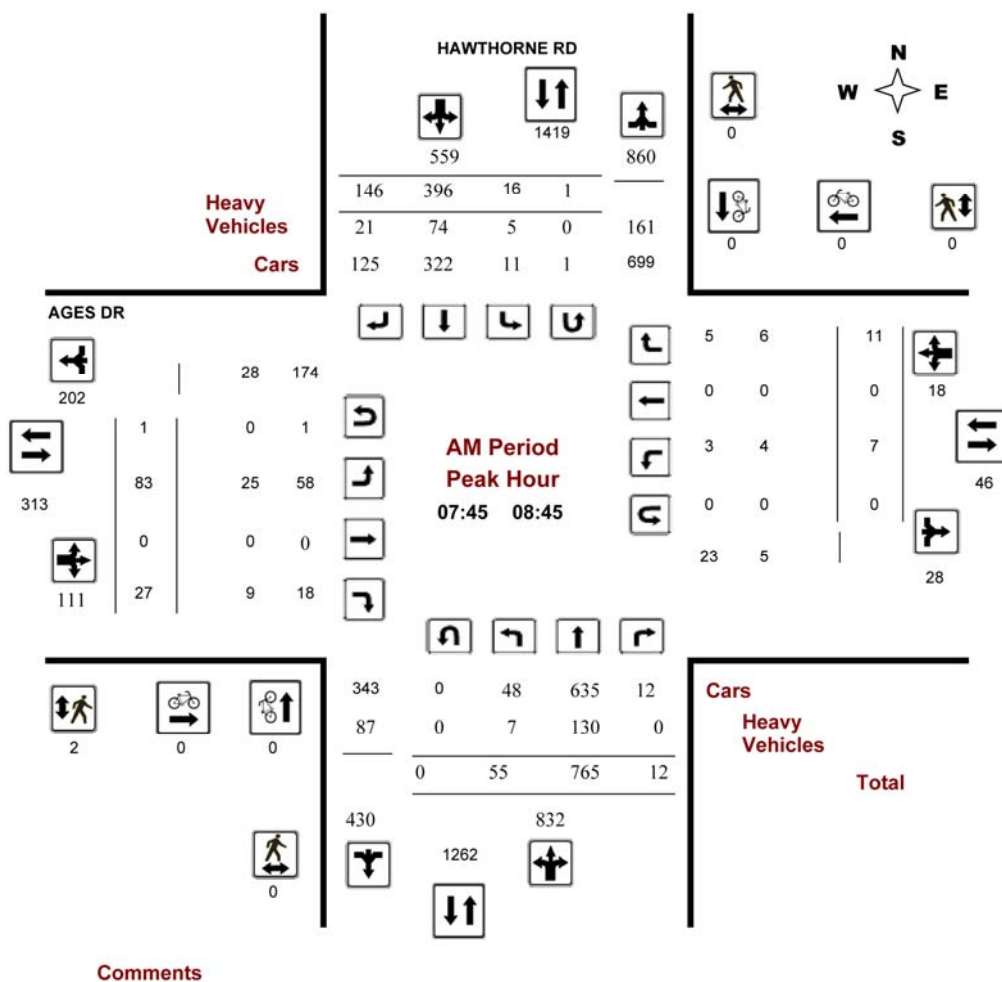 HAWTHORNE RD
N
W E
S
1419
0
559 860
146 396 16 1
Heavy
Vehicles
21 74 5 0 161
0 0 0
Cars
125 322 11 1 699
AGES DR
5 6 11
28 174
202
18
0 0 0
1 0 1
AM Period
3 4 7
Peak Hour
83 25 58
46
313
07:45 08:45
0 0 0
0 0 0
23 5
28
111
27 9 18
343 0 48 635 12
Cars
87 0 7 130 0
Heavy
Vehicles
2 0 0
0 55 765 12
Total
430 832
1262
0
Comments